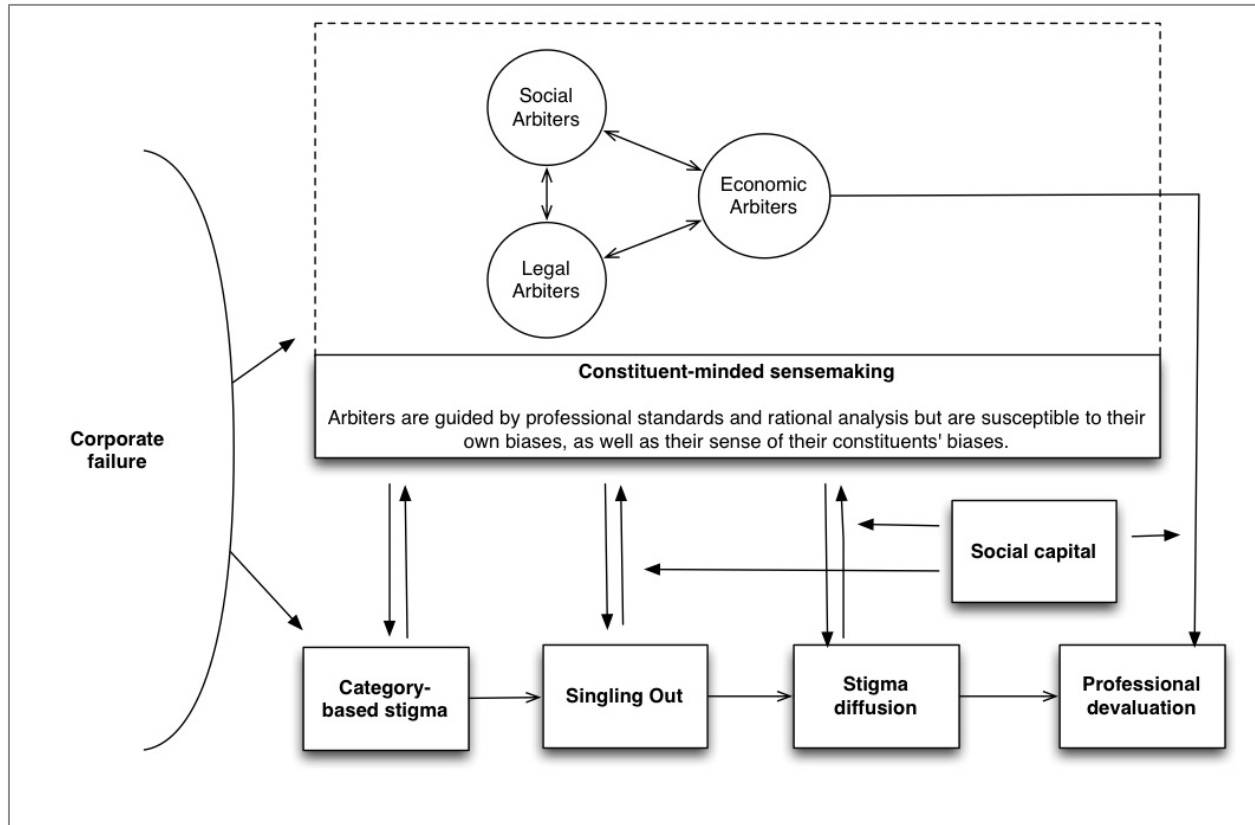 Social
Arbiters
Economic
Arbiters
Legal
Arbiters
Constituent-minded sensemaking
Arbiters are guided by professional standards and rational analysis but are susceptible to their
own biases, as well as their sense of their constituents' biases.
Corporate
failure
Social capital
Category-
based stigma
Singling Out
Stigma
diffusion
Professional
devaluation